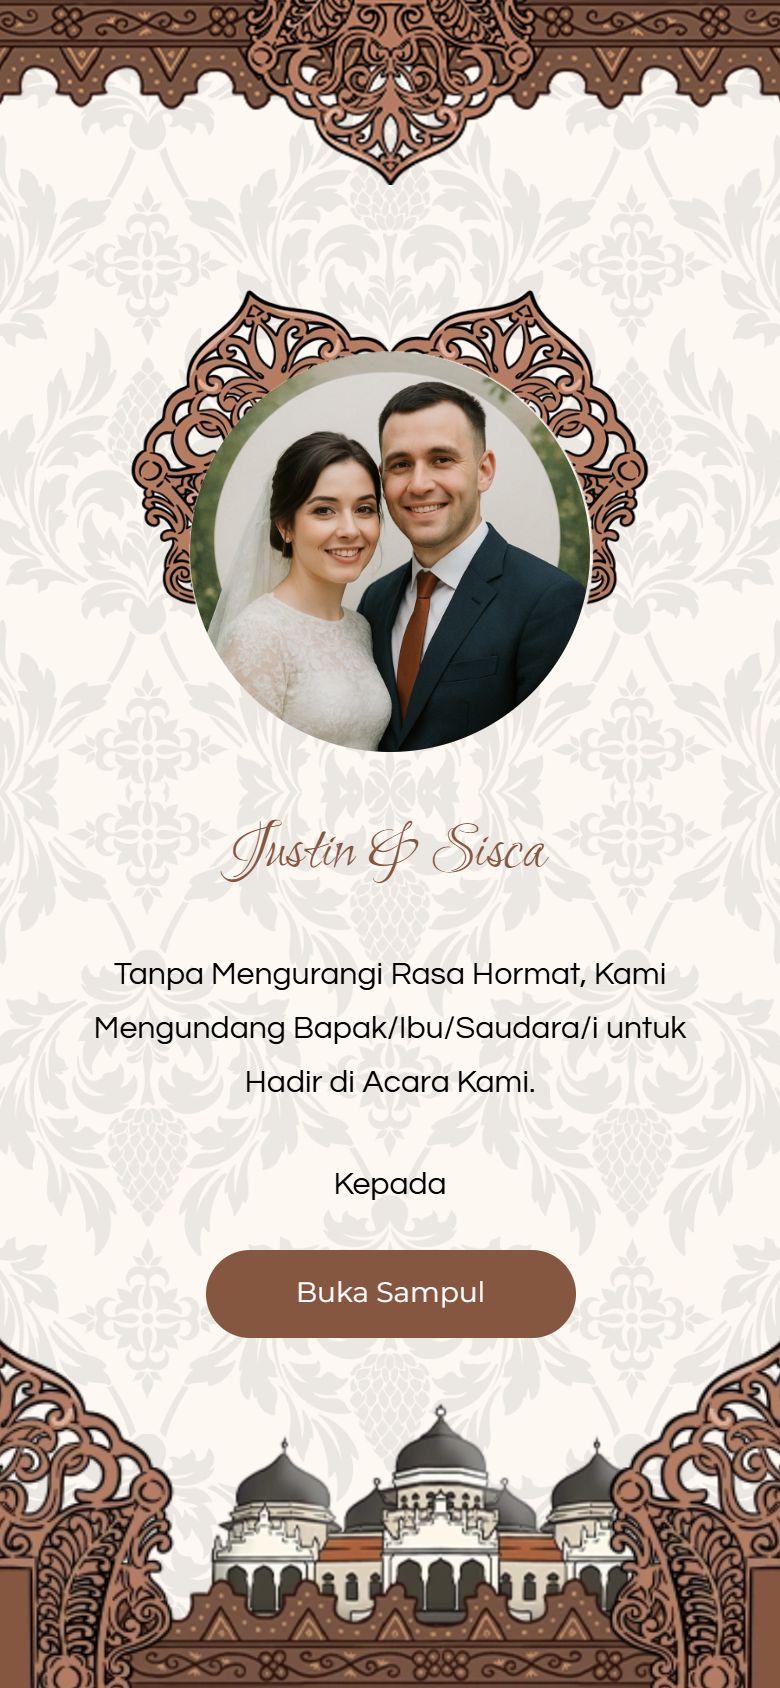 Justin & Sisca
Tanpa Mengurangi Rasa Hormat, Kami
Mengundang Bapak/Ibu/Saudara/i untuk
Hadir di Acara Kami.
Kepada
Buka Sampul